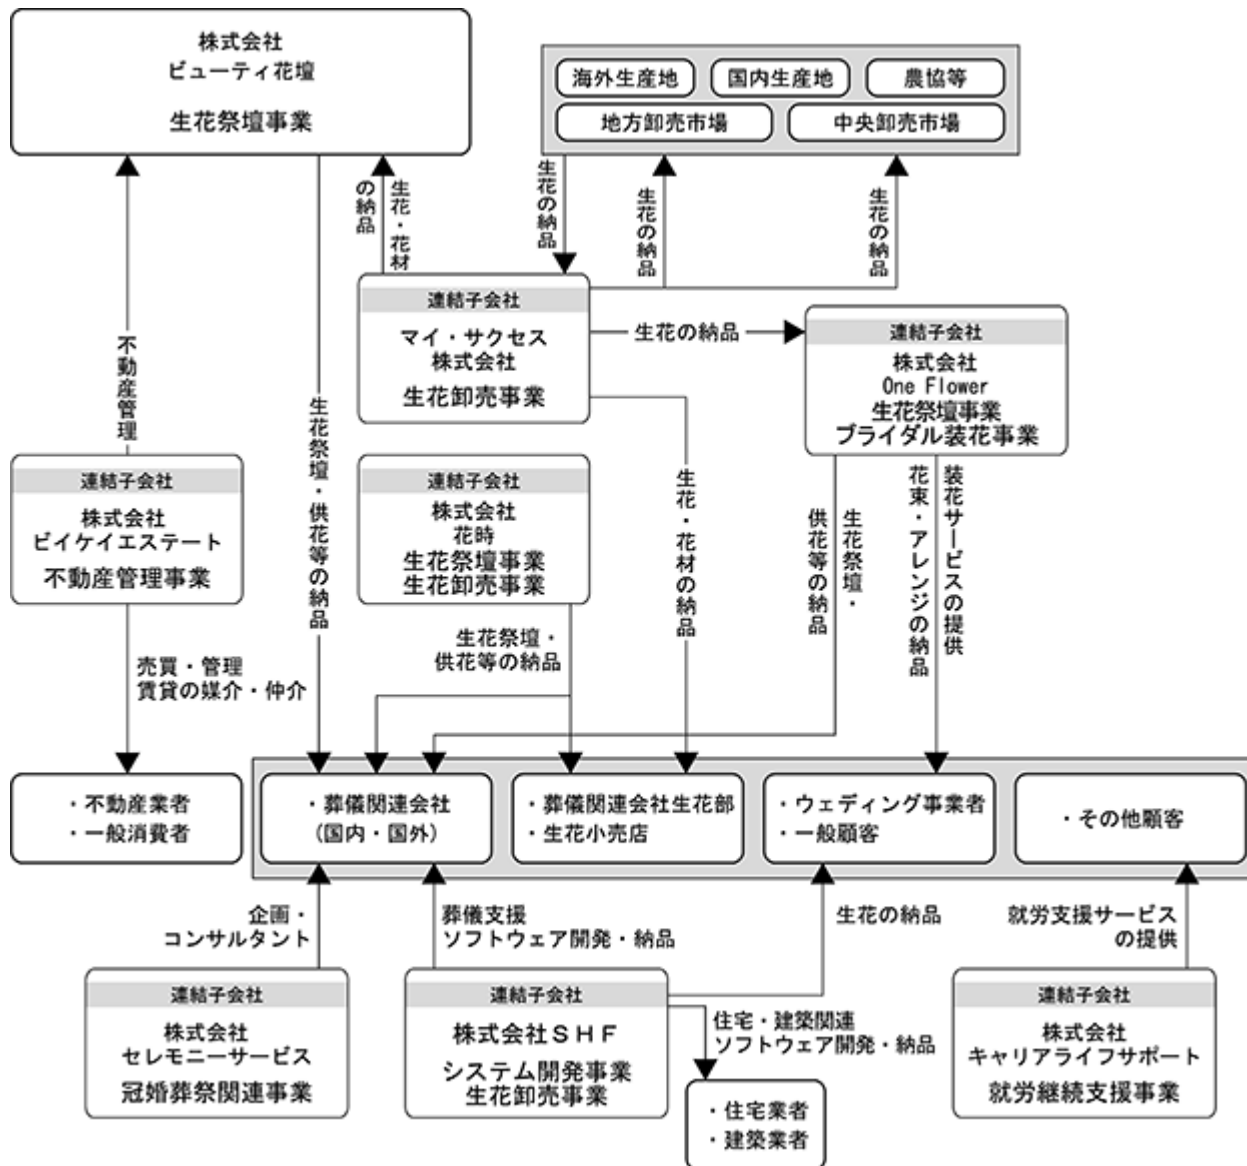 株式会社
ビューティ花壇
生花祭壇事業
海外生産地
国内生産地
農協等
地方卸売市場
中央卸売市場
生花・花材
の納品
生花の納品
生花の納品
生花の納品
連結子会社
マイ・サクセス
株式会社
生花卸売事業
生花の納品
連結子会社
株式会社
One Flower
生花祭壇事業
ブライダル装花事業
不動産管理
生花祭壇・供花等の納品
連結子会社
株式会社
ビイケイエステート
不動産管理事業
連結子会社
株式会社
花時
生花祭壇事業
生花卸売事業
生花・花材の納品
生花祭壇・
供花等の納品
装花サービスの提供
花束・アレンジの納品
売買・管理
賃貸の媒介・仲介
生花祭壇・
供花等の納品
・不動産業者
・一般消費者
・葬儀関連会社
(国内・国外)
・葬儀関連会社生花部
・生花小売店
・ウェディング事業者
・一般顧客
・その他顧客
企画・
コンサルタント
葬儀支援
ソフトウェア開発・納品
生花の納品
就労支援サービス
の提供
連結子会社
株式会社
セレモニーサービス
冠婚葬祭関連事業
連結子会社
株式会社SHF
システム開発事業
生花卸売事業
住宅・建築関連
ソフトウェア開発・納品
・住宅業者
・建築業者
連結子会社
株式会社
キャリアライフサポート
就労継続支援事業